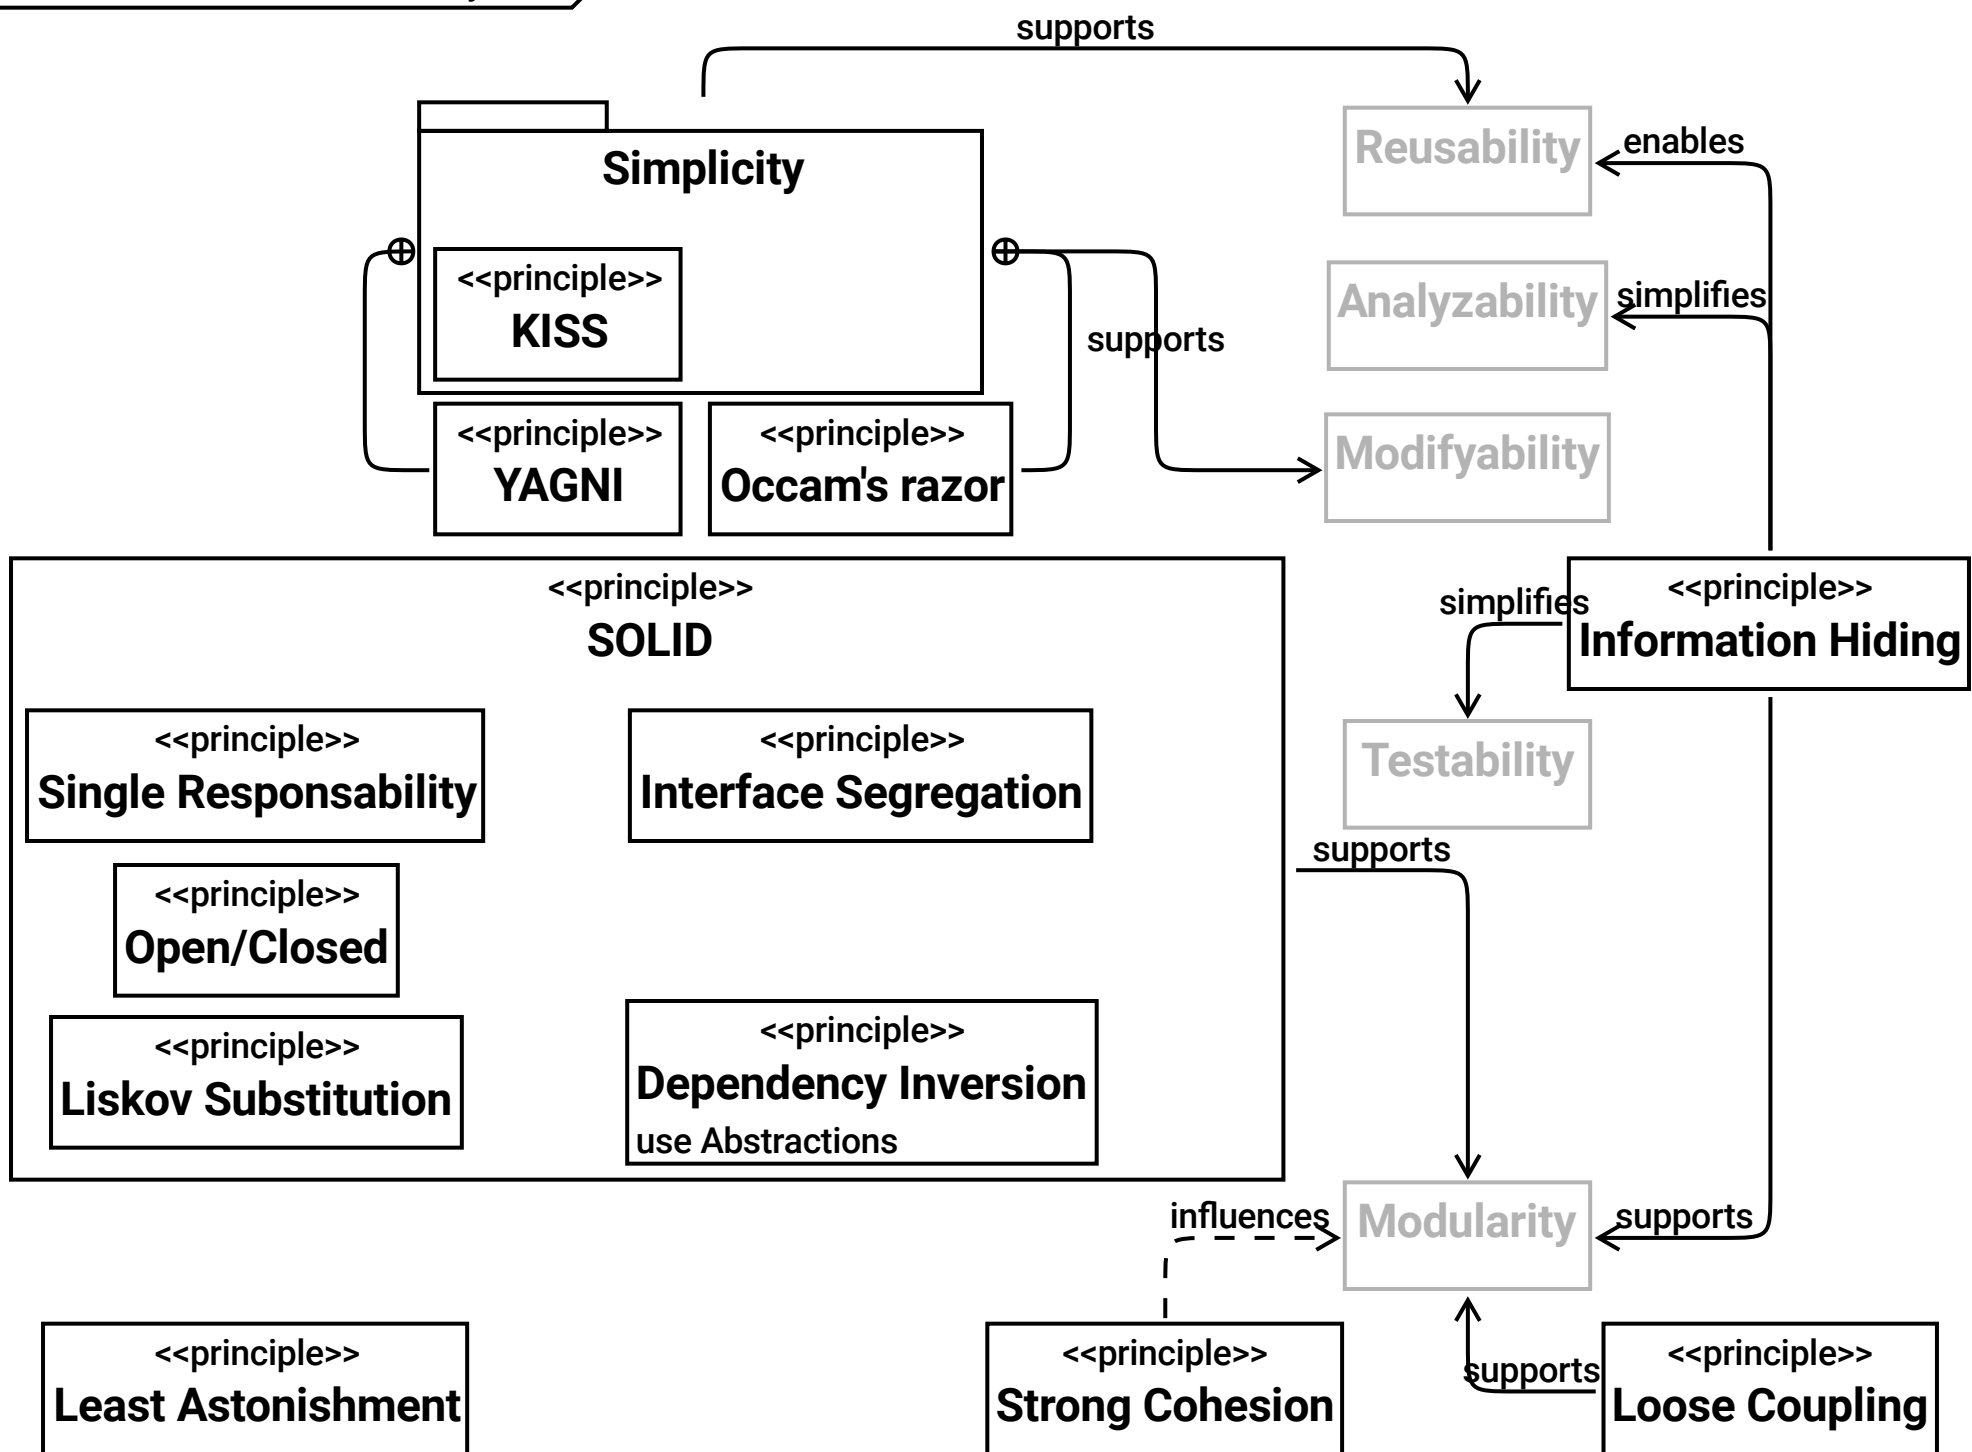 supports
Simplicity
Reusability
enables
<<principle>>
KISS
Analyzability
simplifies
supports
<<principle>>
YAGNI
<<principle>>
Occam's razor
Modifyability
<<principle>>
SOLID
simplifies
<<principle>>
Information Hiding
<<principle>>
Single Responsability
<<principle>>
Interface Segregation
Testability
supports
<<principle>>
Open/Closed
<<principle>>
Liskov Substitution
<<principle>>
Dependency Inversion
use Abstractions
influences
Modularity
supports
<<principle>>
Least Astonishment
<<principle>>
Strong Cohesion
supports
<<principle>>
Loose Coupling